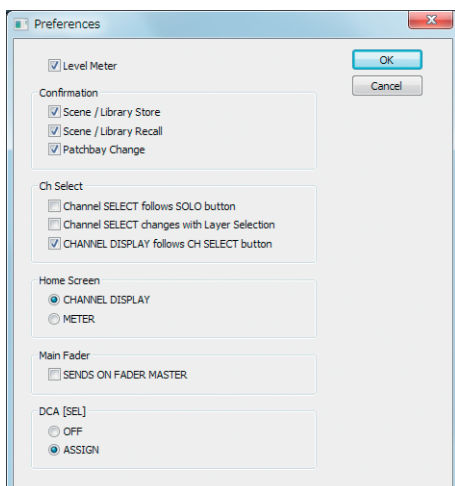 Preferences
Level Meter
OK
Cancel
Confirmation
Scene / Library Store
Scene / Library Recall
Patchbay Change
Ch Select
Channel SELECT follows SOLO button
Channel SELECT changes with Layer Selection
CHANNEL DISPLAY follows CH SELECT button
Home Screen
CHANNEL DISPLAY
METER
Main Fader
SENDS ON FADER MASTER
DCA [SEL]
OFF
ASSIGN